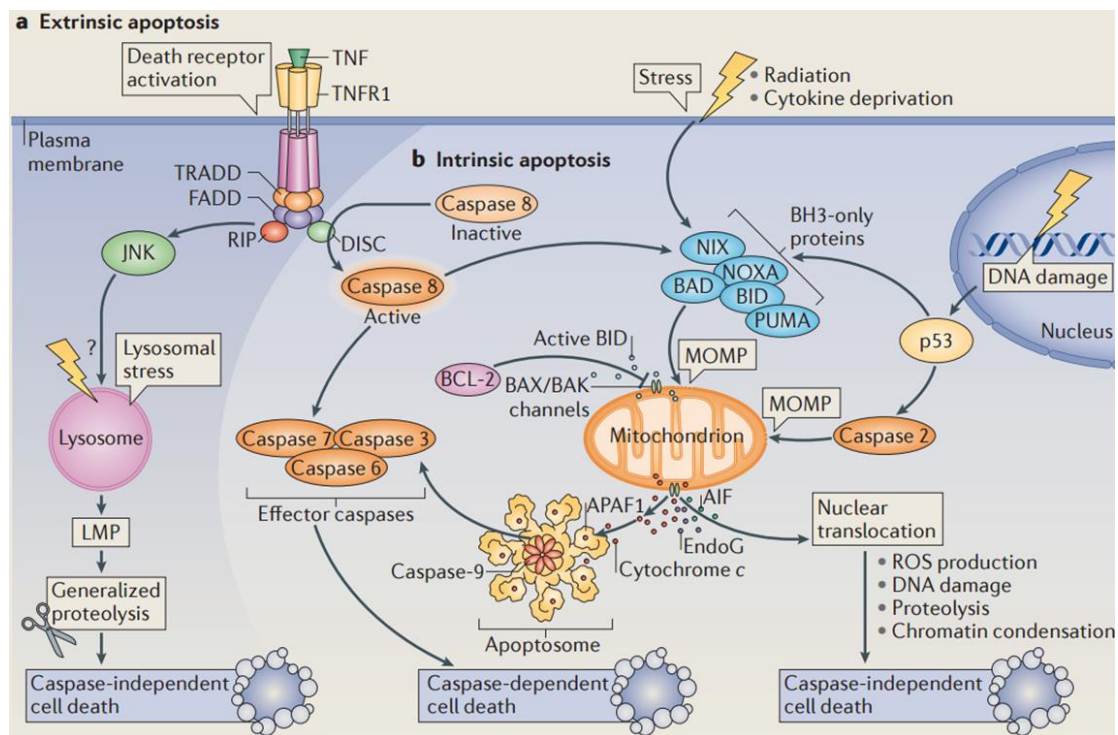 a Extrinsic apoptosis
Death receptor
activation
TNF
TNFR1
Stress
• Radiation
• Cytokine deprivation
Plasma
membrane
b Intrinsic apoptosis
TRADD
FADD
RIP
DISC
Caspase 8
Inactive
Caspase 8
Active
JNK
?
Lysosomal
stress
Lysosome
LMP
Generalized
proteolysis
Caspase-independent
cell death
NIX
NOXA
BAD
BID
PUMA
BH3-only
proteins
DNA damage
Nucleus
p53
Active BID
BCL-2
BAX/BAK
channels
MOMP
MOMP
Mitochondrion
Caspase 2
Caspase 7
Caspase 3
Caspase 6
Effector caspases
APAF1
AIF
EndoG
Cytochrome c
Caspase-9
Apoptosome
Nuclear
translocation
• ROS production
• DNA damage
• Proteolysis
• Chromatin condensation
Caspase-dependent
cell death
Caspase-independent
cell death